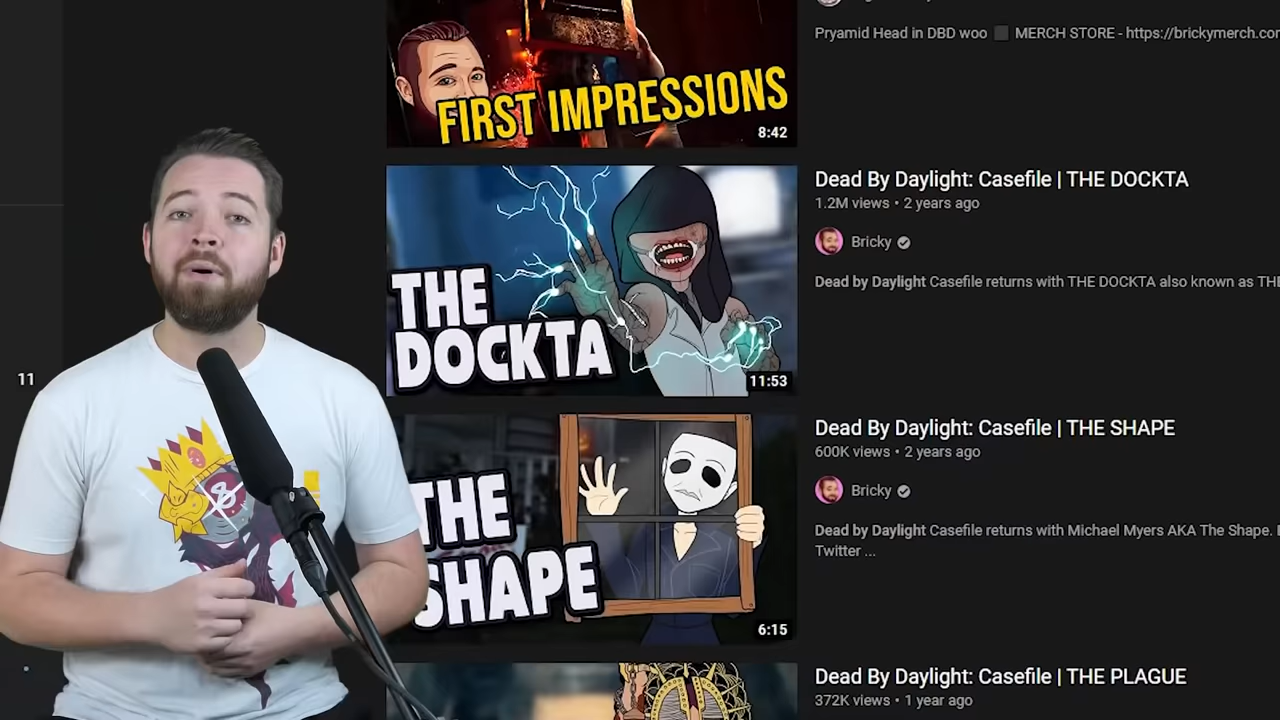 Pryamid Head in DBD woo ⬛ MERCH STORE - https://brickymerch.cor
FIRST IMPRESSIONS
8:42
THE
DOCKTA
11:53
Dead By Daylight: Casefile | THE DOCKTA
1.2M views • 2 years ago
Bricky
Dead by Daylight Casefile returns with THE DOCKTA also known as THE
11
THE
SHAPE
6:15
Dead By Daylight: Casefile | THE SHAPE
600K views • 2 years ago
Bricky
Dead by Daylight Casefile returns with Michael Myers AKA The Shape.
Twitter ...
Dead By Daylight: Casefile | THE PLAGUE
372K views • 1 year ago